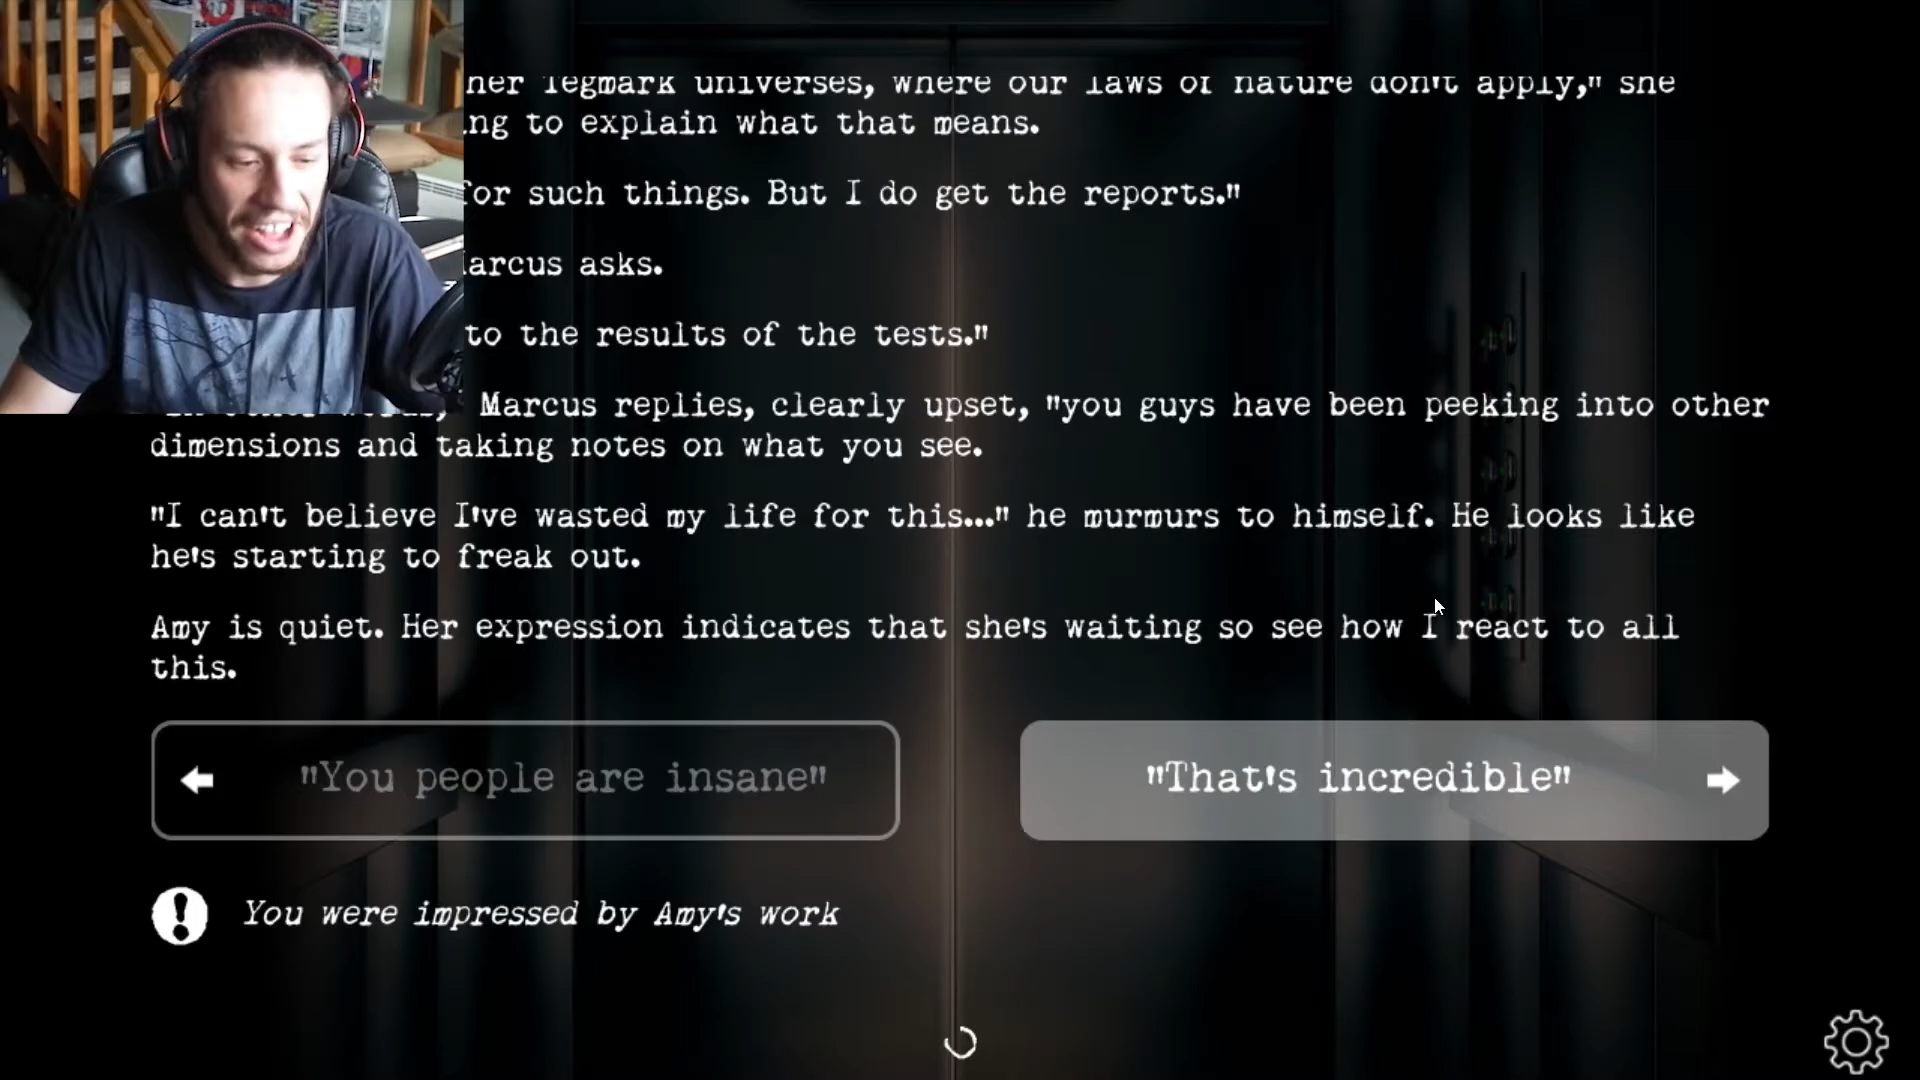 her Tegmark universes, where our laws of nature don't apply," she
ng to explain what that means.
for such things. But I do get the reports."
arcus asks.
to the results of the tests."
Marcus replies, clearly upset, "you guys have been peeking into other
dimensions and taking notes on what you see.
"I can't believe I've wasted my life for this..." he murmurs to himself. He looks like
he's starting to freak out.
Amy is quiet. Her expression indicates that she's waiting so see how I react to all
this.
"You people are insane"
"That's incredible"
You were impressed by Amy's work